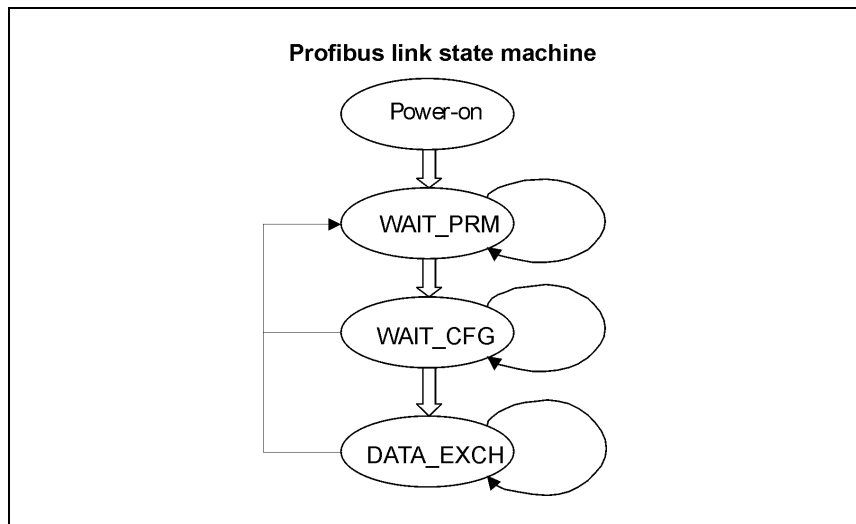 Profibus link state machine
Power-on
WAIT_PRM
WAIT_CFG
DATA_EXCH